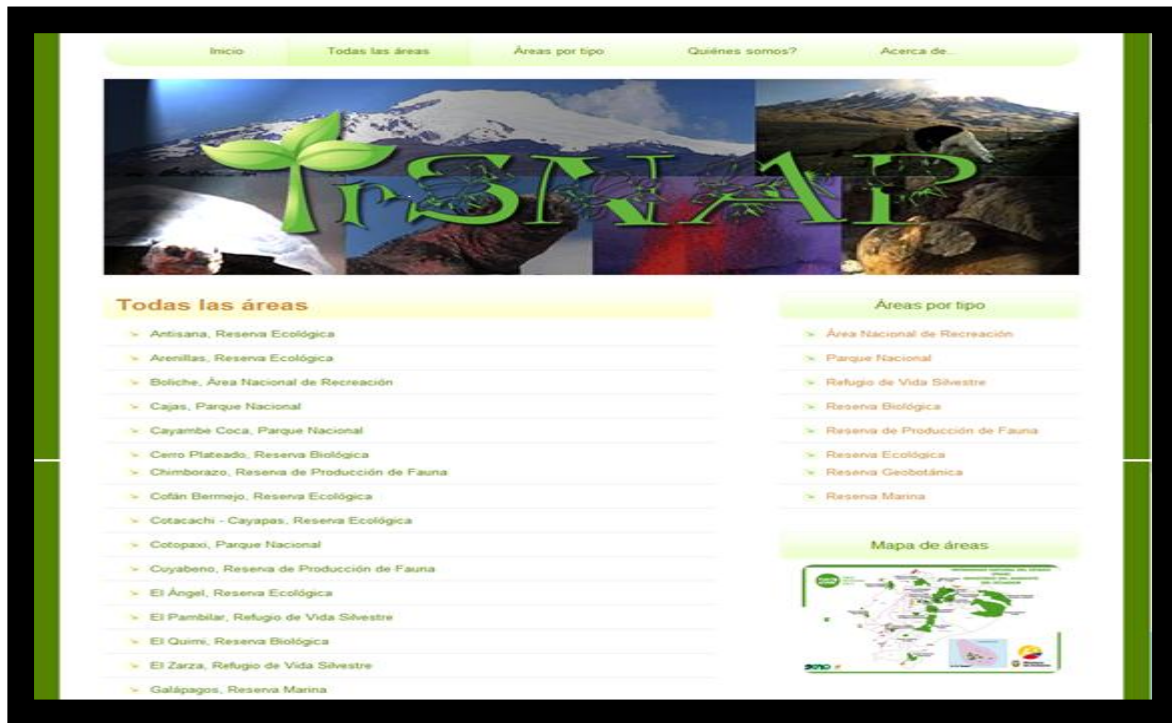 Inicio Todas las áreas Áreas por tipo Quiénes somos? Acerca de...
TrSNAP
Todas las áreas
Antisana, Reserva Ecológica
Arenillas, Reserva Ecológica
Boliche, Área Nacional de Recreación
Cajas, Parque Nacional
Cayambe Coca, Parque Nacional
Cerro Plateado, Reserva Biológica
Chimborazo, Reserva de Producción de Fauna
Cofán Bermejo, Reserva Ecológica
Cotacachi - Cayapas, Reserva Ecológica
Cotopaxi, Parque Nacional
Cuyabeno, Reserva de Producción de Fauna
El Ángel, Reserva Ecológica
El Pambilar, Refugio de Vida Silvestre
El Quimi, Reserva Biológica
El Zarza, Refugio de Vida Silvestre
Galápagos, Reserva Marina
Áreas por tipo
Área Nacional de Recreación
Parque Nacional
Refugio de Vida Silvestre
Reserva Biológica
Reserva de Producción de Fauna
Reserva Ecológica
Reserva Geobotánica
Reserva Marina
Mapa de áreas